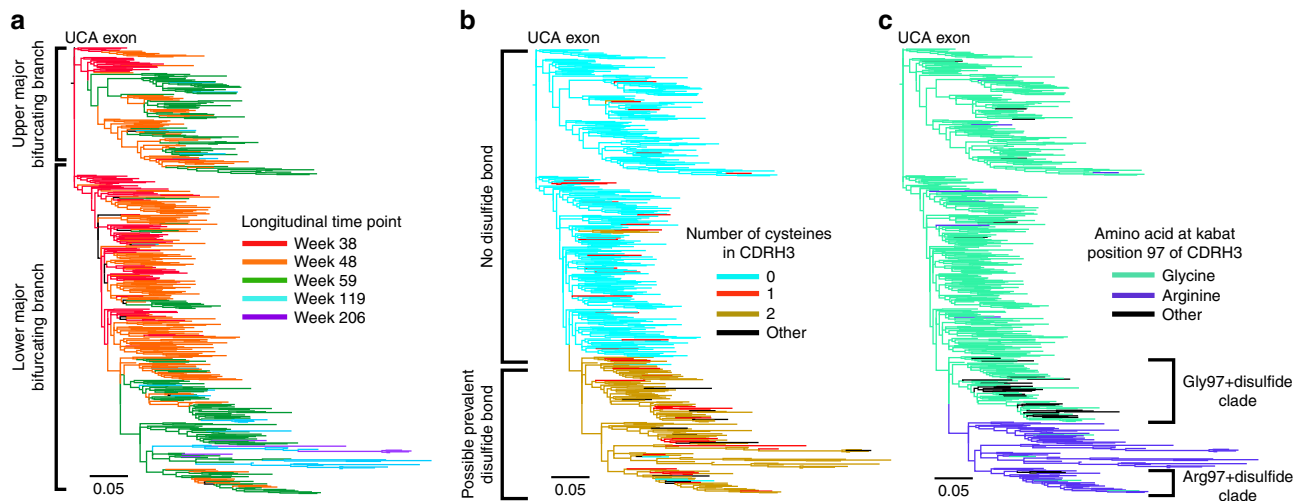 a
UCA exon
Upper major
bifurcating branch
Lower major
bifurcating branch
Longitudinal time point
Week 38
Week 48
Week 59
Week 119
Week 206
0.05
b
UCA exon
No disulfide bond
Possible prevalent
disulfide bond
Number of cysteines
in CDRH3
0
1
2
Other
0.05
c
UCA exon
Amino acid at kabat
position 97 of CDRH3
Glycine
Arginine
Other
Gly97+disulfide
clade
Arg97+disulfide
clade
0.05